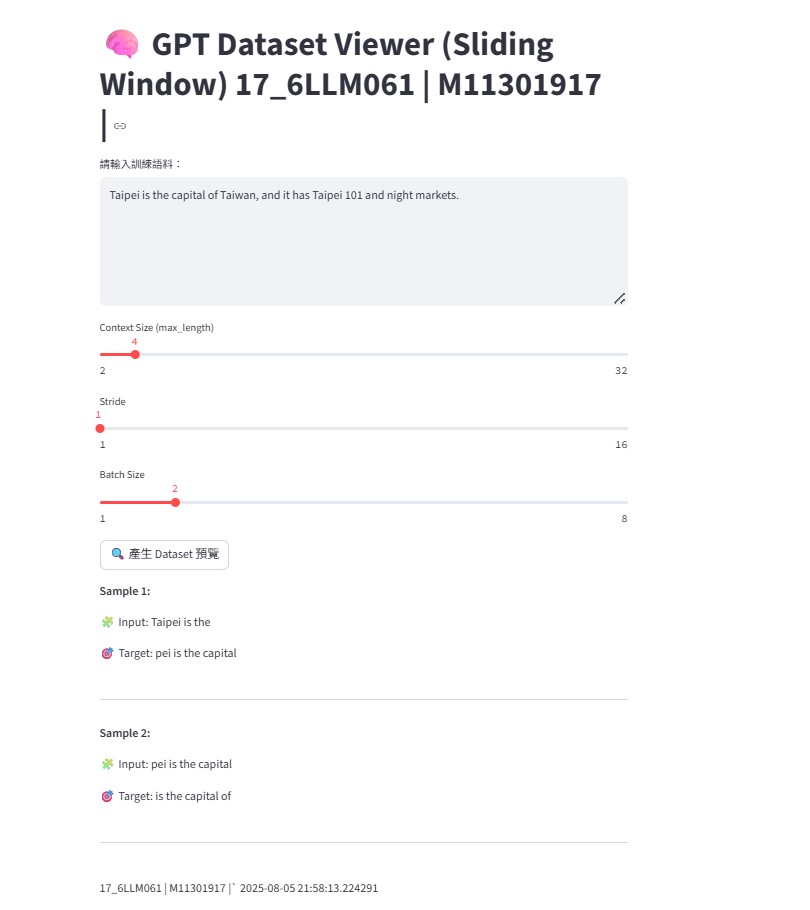 🧠 GPT Dataset Viewer (Sliding
Window) 17_6LLM061 | M11301917
|
請輸入訓練語料：
Taipei is the capital of Taiwan, and it has Taipei 101 and night markets.
Context Size (max_length)
4
2 32
Stride
1
1 16
Batch Size
2
1 8
🔍 產生 Dataset 預覽
Sample 1:
🧩 Input: Taipei is the
🎯 Target: pei is the capital
Sample 2:
🧩 Input: pei is the capital
🎯 Target: is the capital of
17_6LLM061 | M11301917 |` 2025-08-05 21:58:13.224291